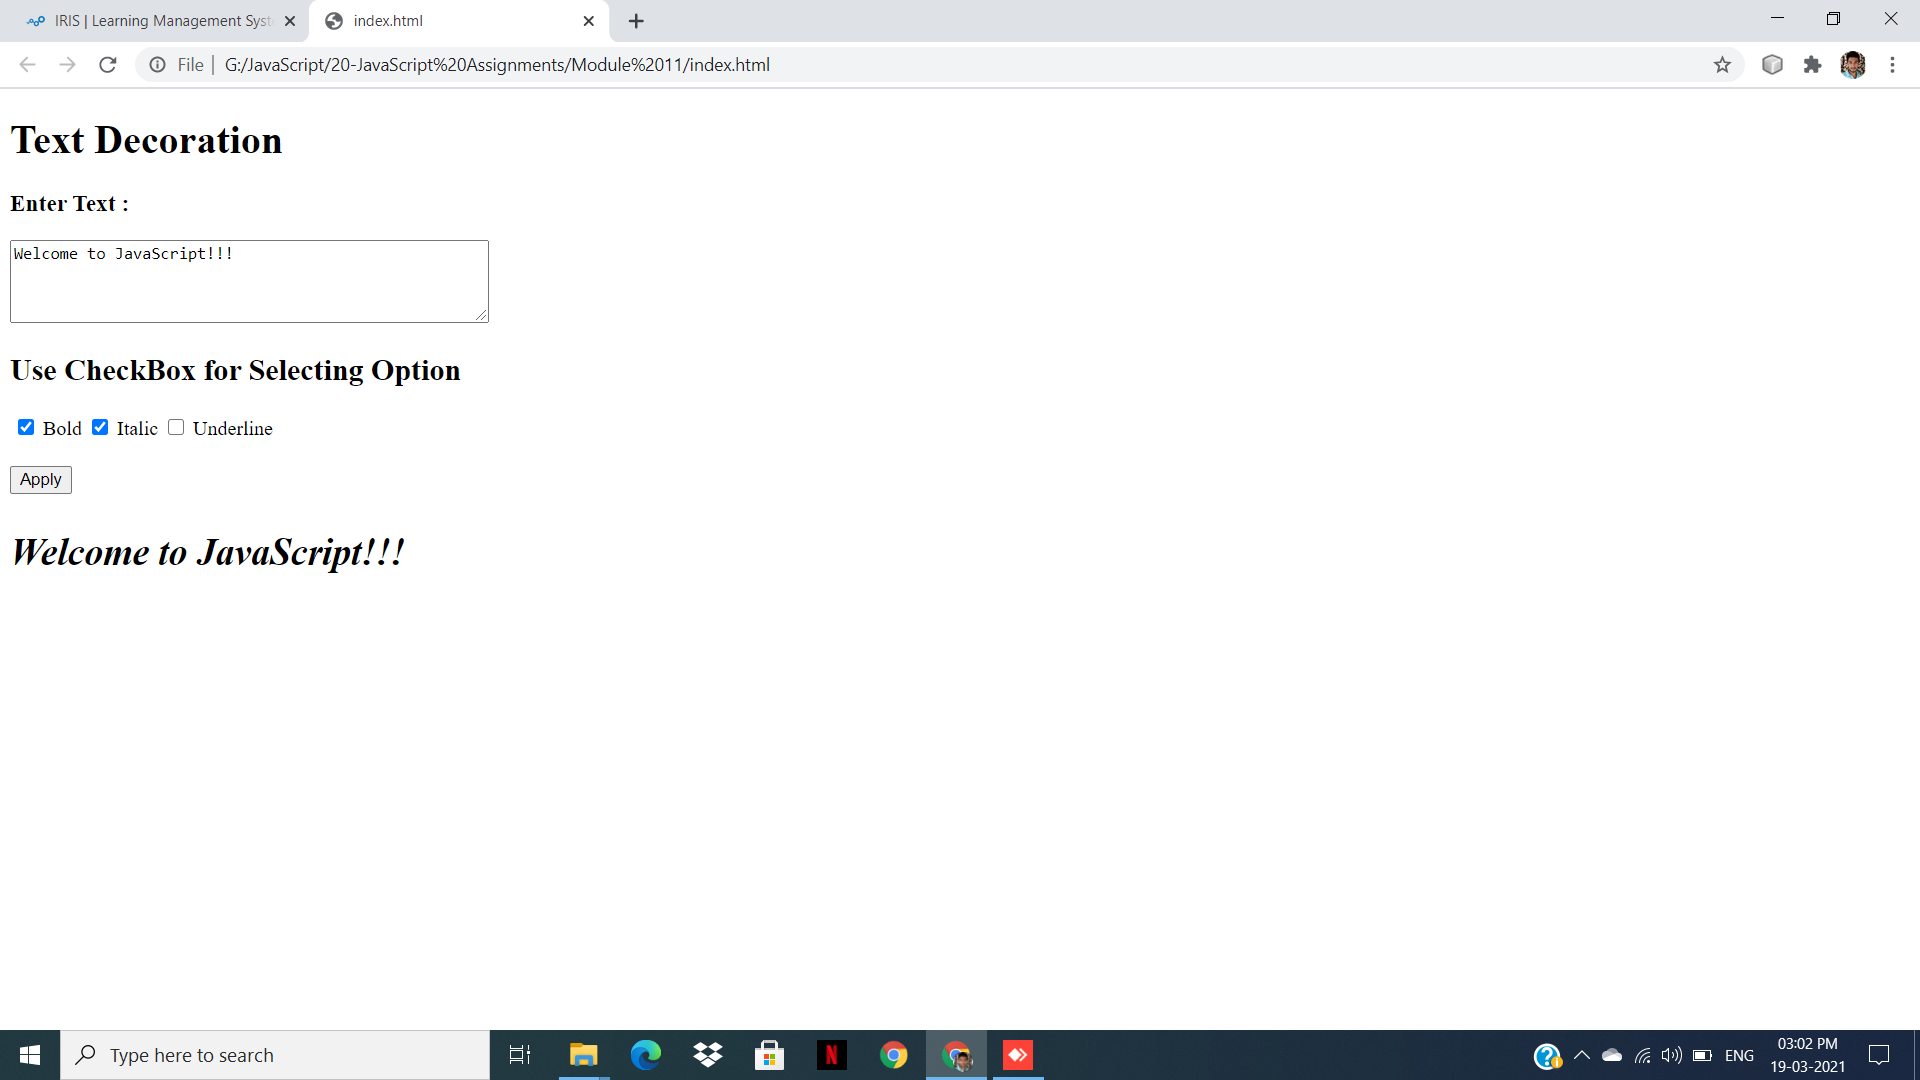 IRIS | Learning Management Syst
index.html
File | G:/JavaScript/20-JavaScript%20Assignments/Module%2011/index.html
Text Decoration
Enter Text :
Welcome to JavaScript!!!
Use CheckBox for Selecting Option
Bold Italic Underline
Apply
Welcome to JavaScript!!!
Type here to search
N
ENG
03:02 PM
19-03-2021